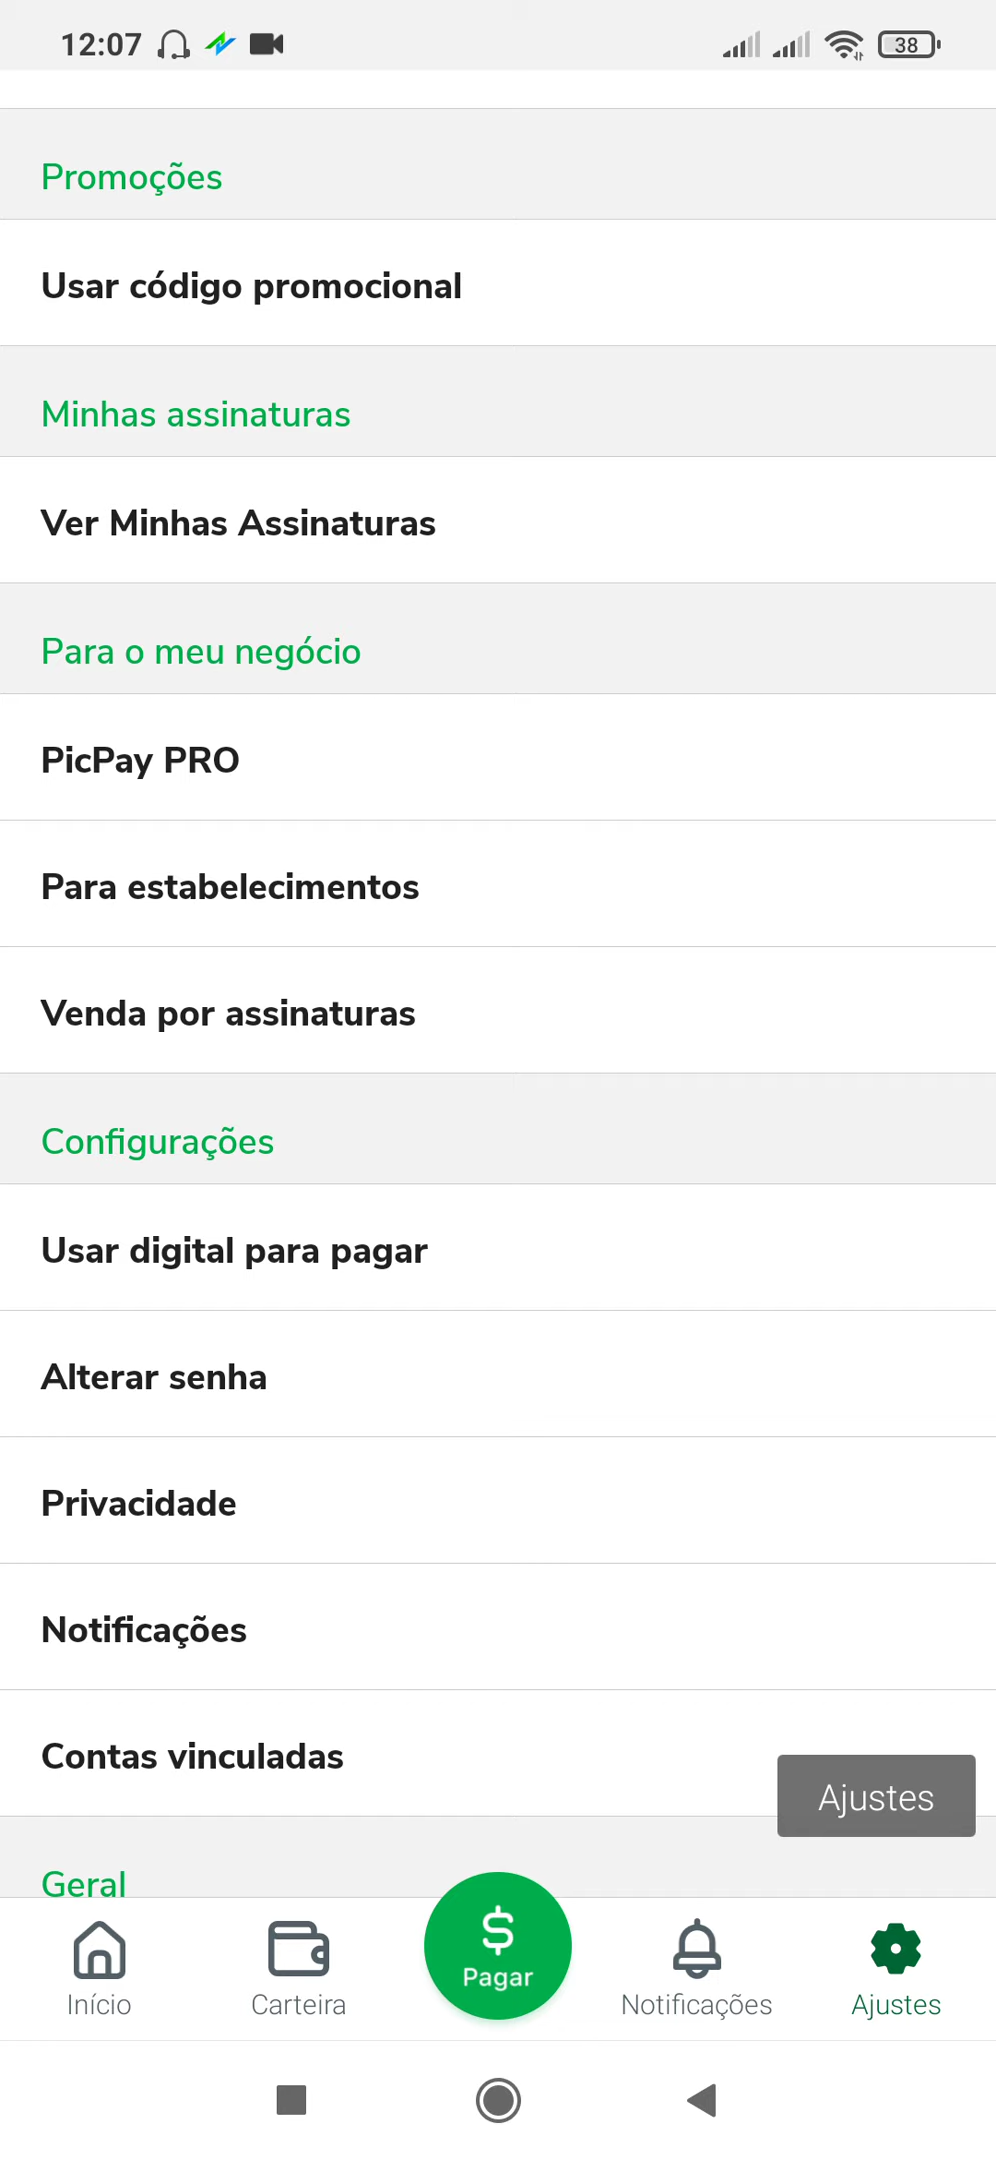 12:07
38
Promoções
Usar código promocional
Minhas assinaturas
Ver Minhas Assinaturas
Para o meu negócio
PicPay PRO
Para estabelecimentos
Venda por assinaturas
Configurações
Usar digital para pagar
Alterar senha
Privacidade
Notificações
Contas vinculadas
Ajustes
Geral
$
Pagar
Início
Carteira
Notificações
Ajustes